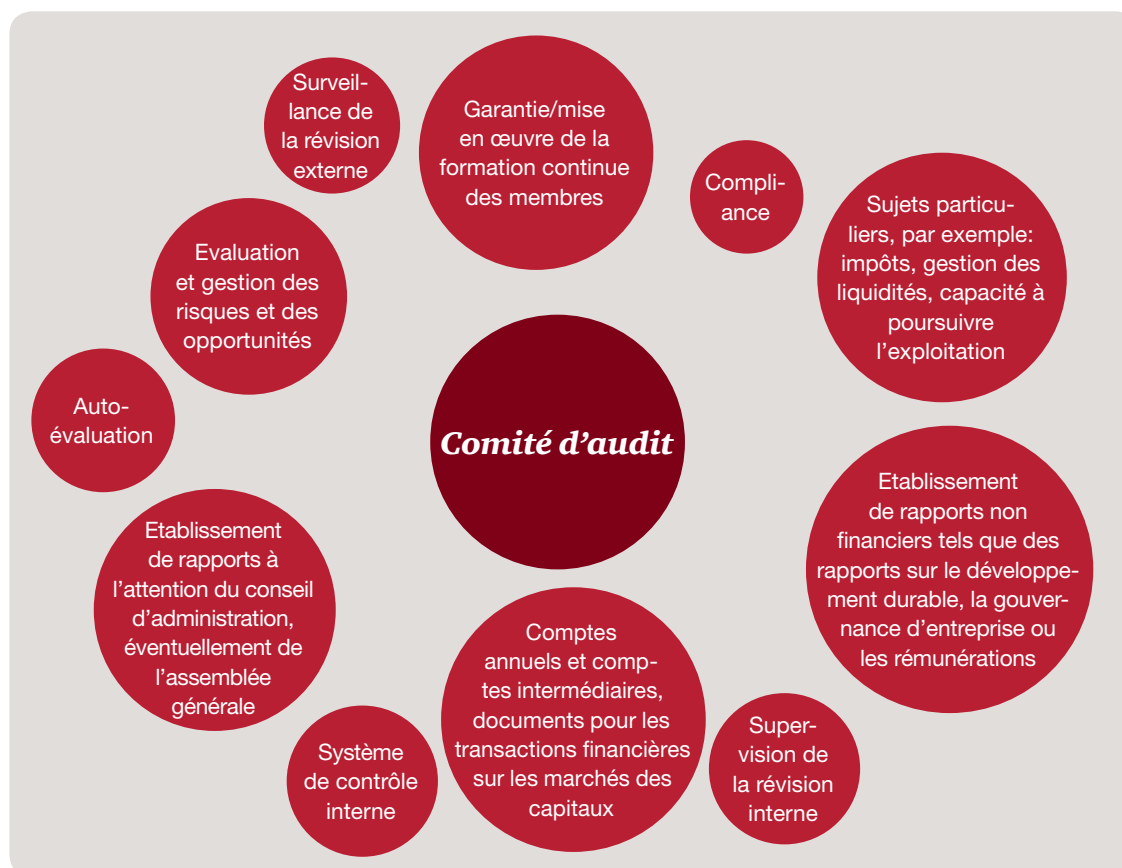 Surveil-
lance de
la révision
externe
Garantie/mise
en œuvre de la
formation continue
des membres
Compli-
ance
Sujets particu-
liers, par exemple:
impôts, gestion des
liquidités, capacité à
poursuivre
l’exploitation
Evaluation
et gestion des
risques et des
opportunités
Auto-
évaluation
Comité d’audit
Etablissement
de rapports non
financiers tels que des
rapports sur le développe-
ment durable, la gouver-
nance d’entreprise ou
les rémunérations
Etablissement
de rapports à
l’attention du conseil
d’administration,
éventuellement de
l’assemblée
générale
Comptes
annuels et comp-
tes intermédiaires,
documents pour les
transactions financières
sur les marchés des
capitaux
Système
de contrôle
interne
Super-
vision de
la révision
interne